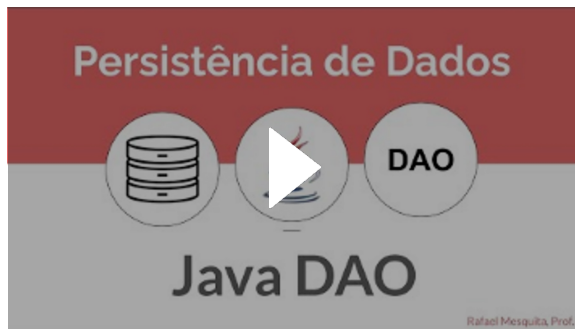 Persistência de Dados
DAO
Java DAO
Rafael Mesquita, Prof.